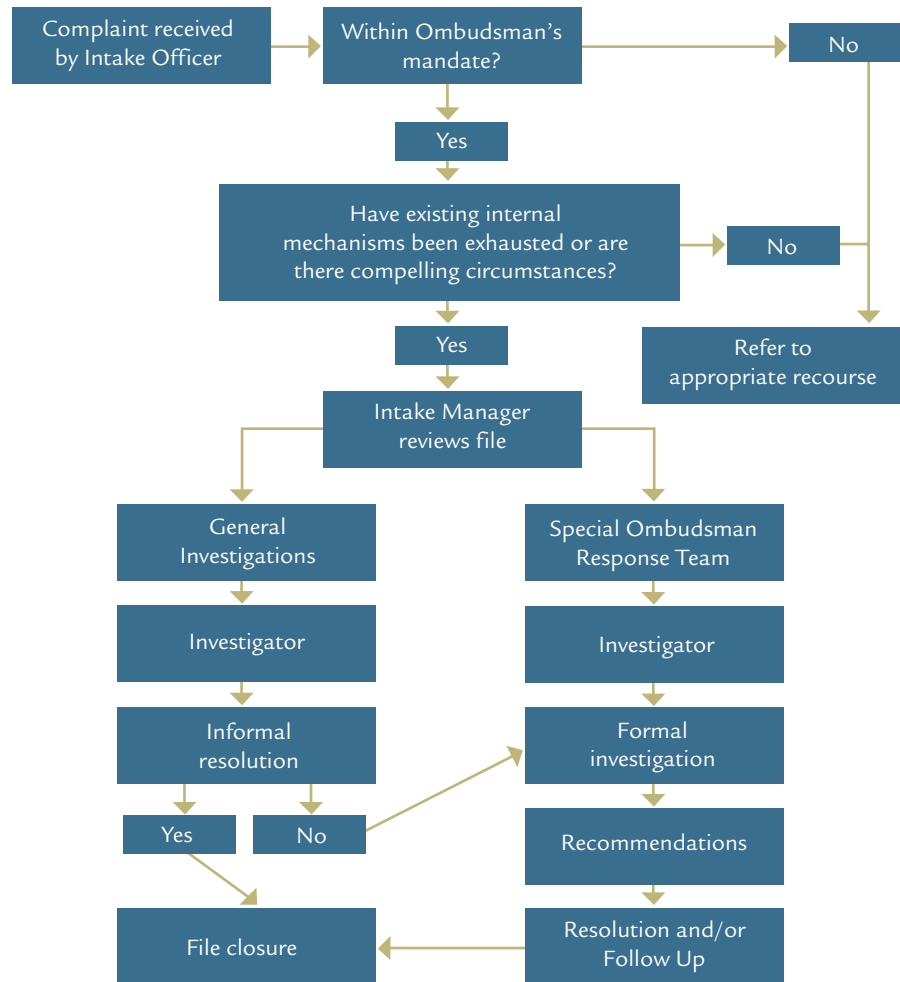 Complaint received
by Intake Officer
Within Ombudsman’s
mandate?
No
Yes
Have existing internal
mechanisms been exhausted or are
there compelling circumstances?
No
Yes
Refer to
appropriate recourse
Intake Manager
reviews file
General
Investigations
Special Ombudsman
Response Team
Investigator
Investigator
Informal
resolution
Formal
investigation
Yes
No
Recommendations
File closure
Resolution and/or
Follow Up